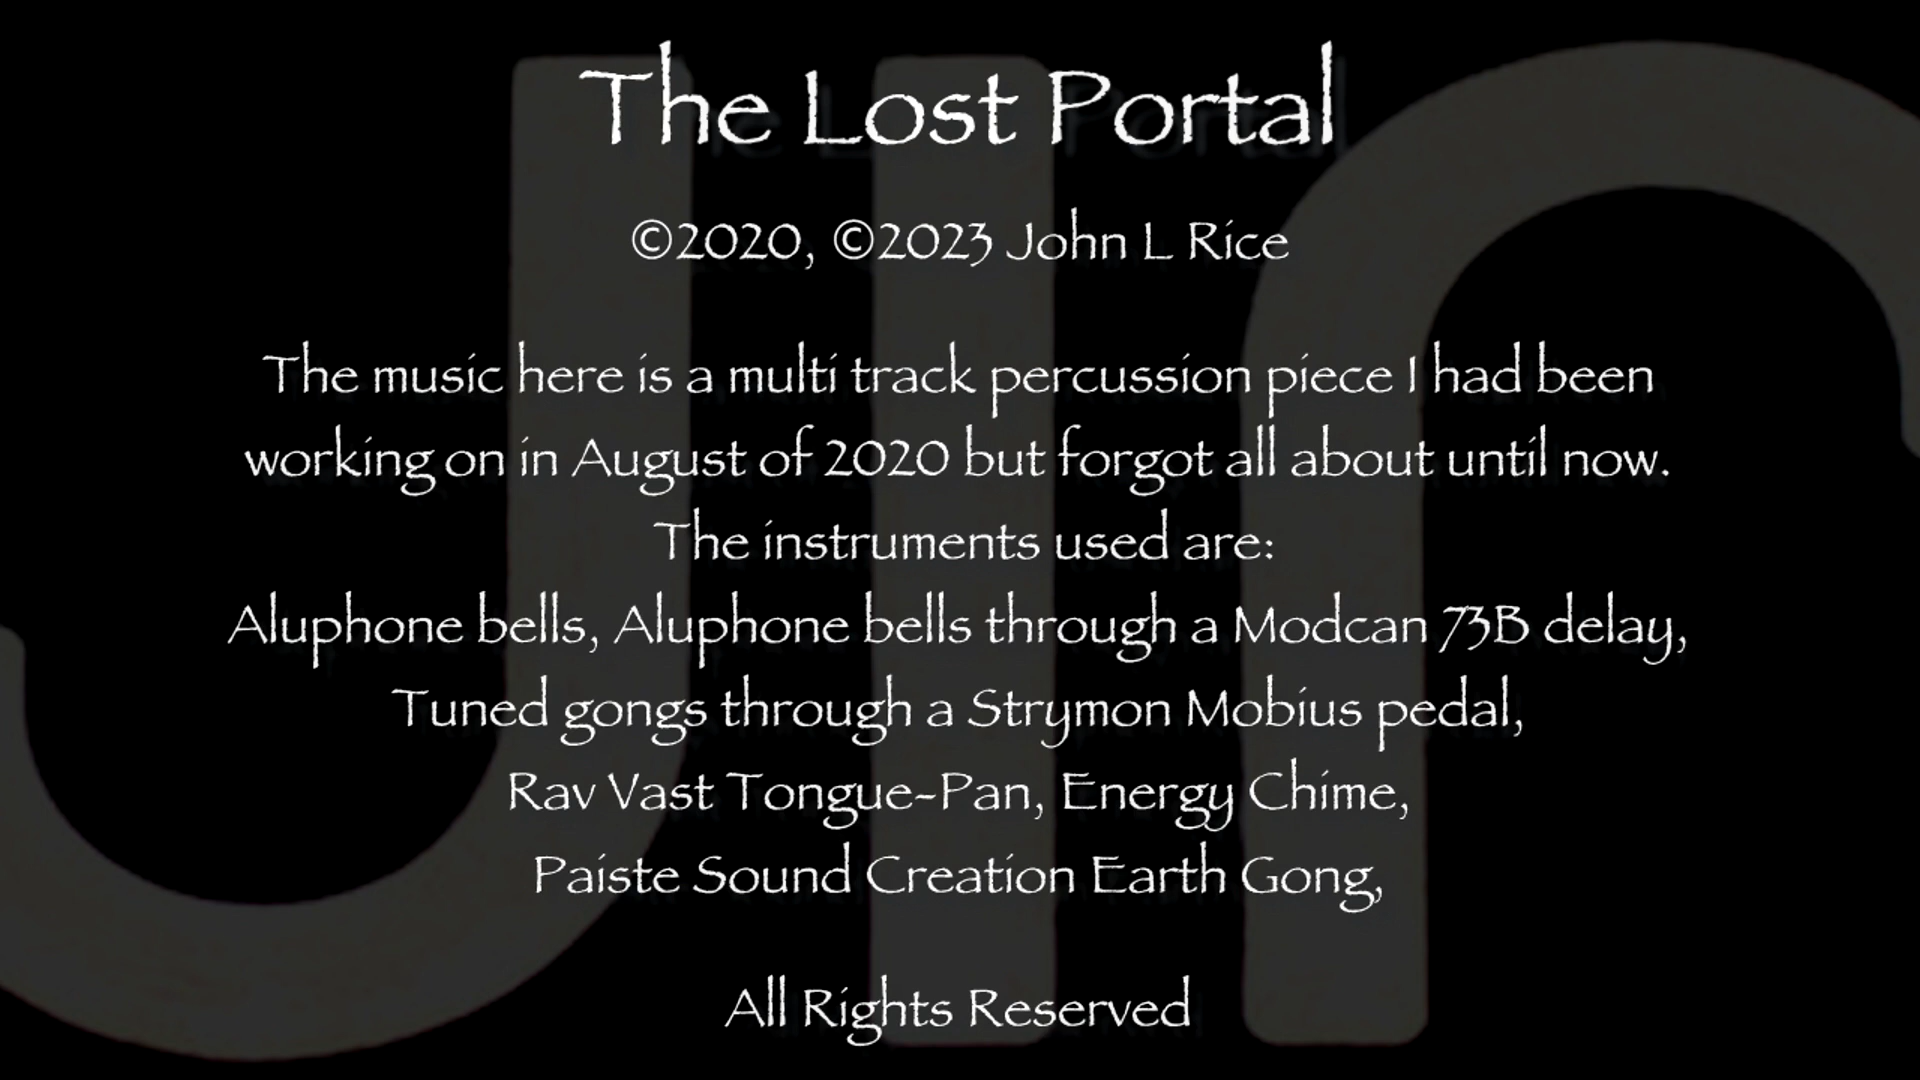 The Lost Portal
©2020, ©2023 John L Rice
The music here is a multi track percussion piece I had been
working on in August of 2020 but forgot all about until now.
The instruments used are:
Aluphone bells, Aluphone bells through a Modcan 73B delay,
Tuned gongs through a Strymon Mobius pedal,
Rav Vast Tongue-Pan, Energy Chime,
Paiste Sound Creation Earth Gong,
All Rights Reserved
jlr